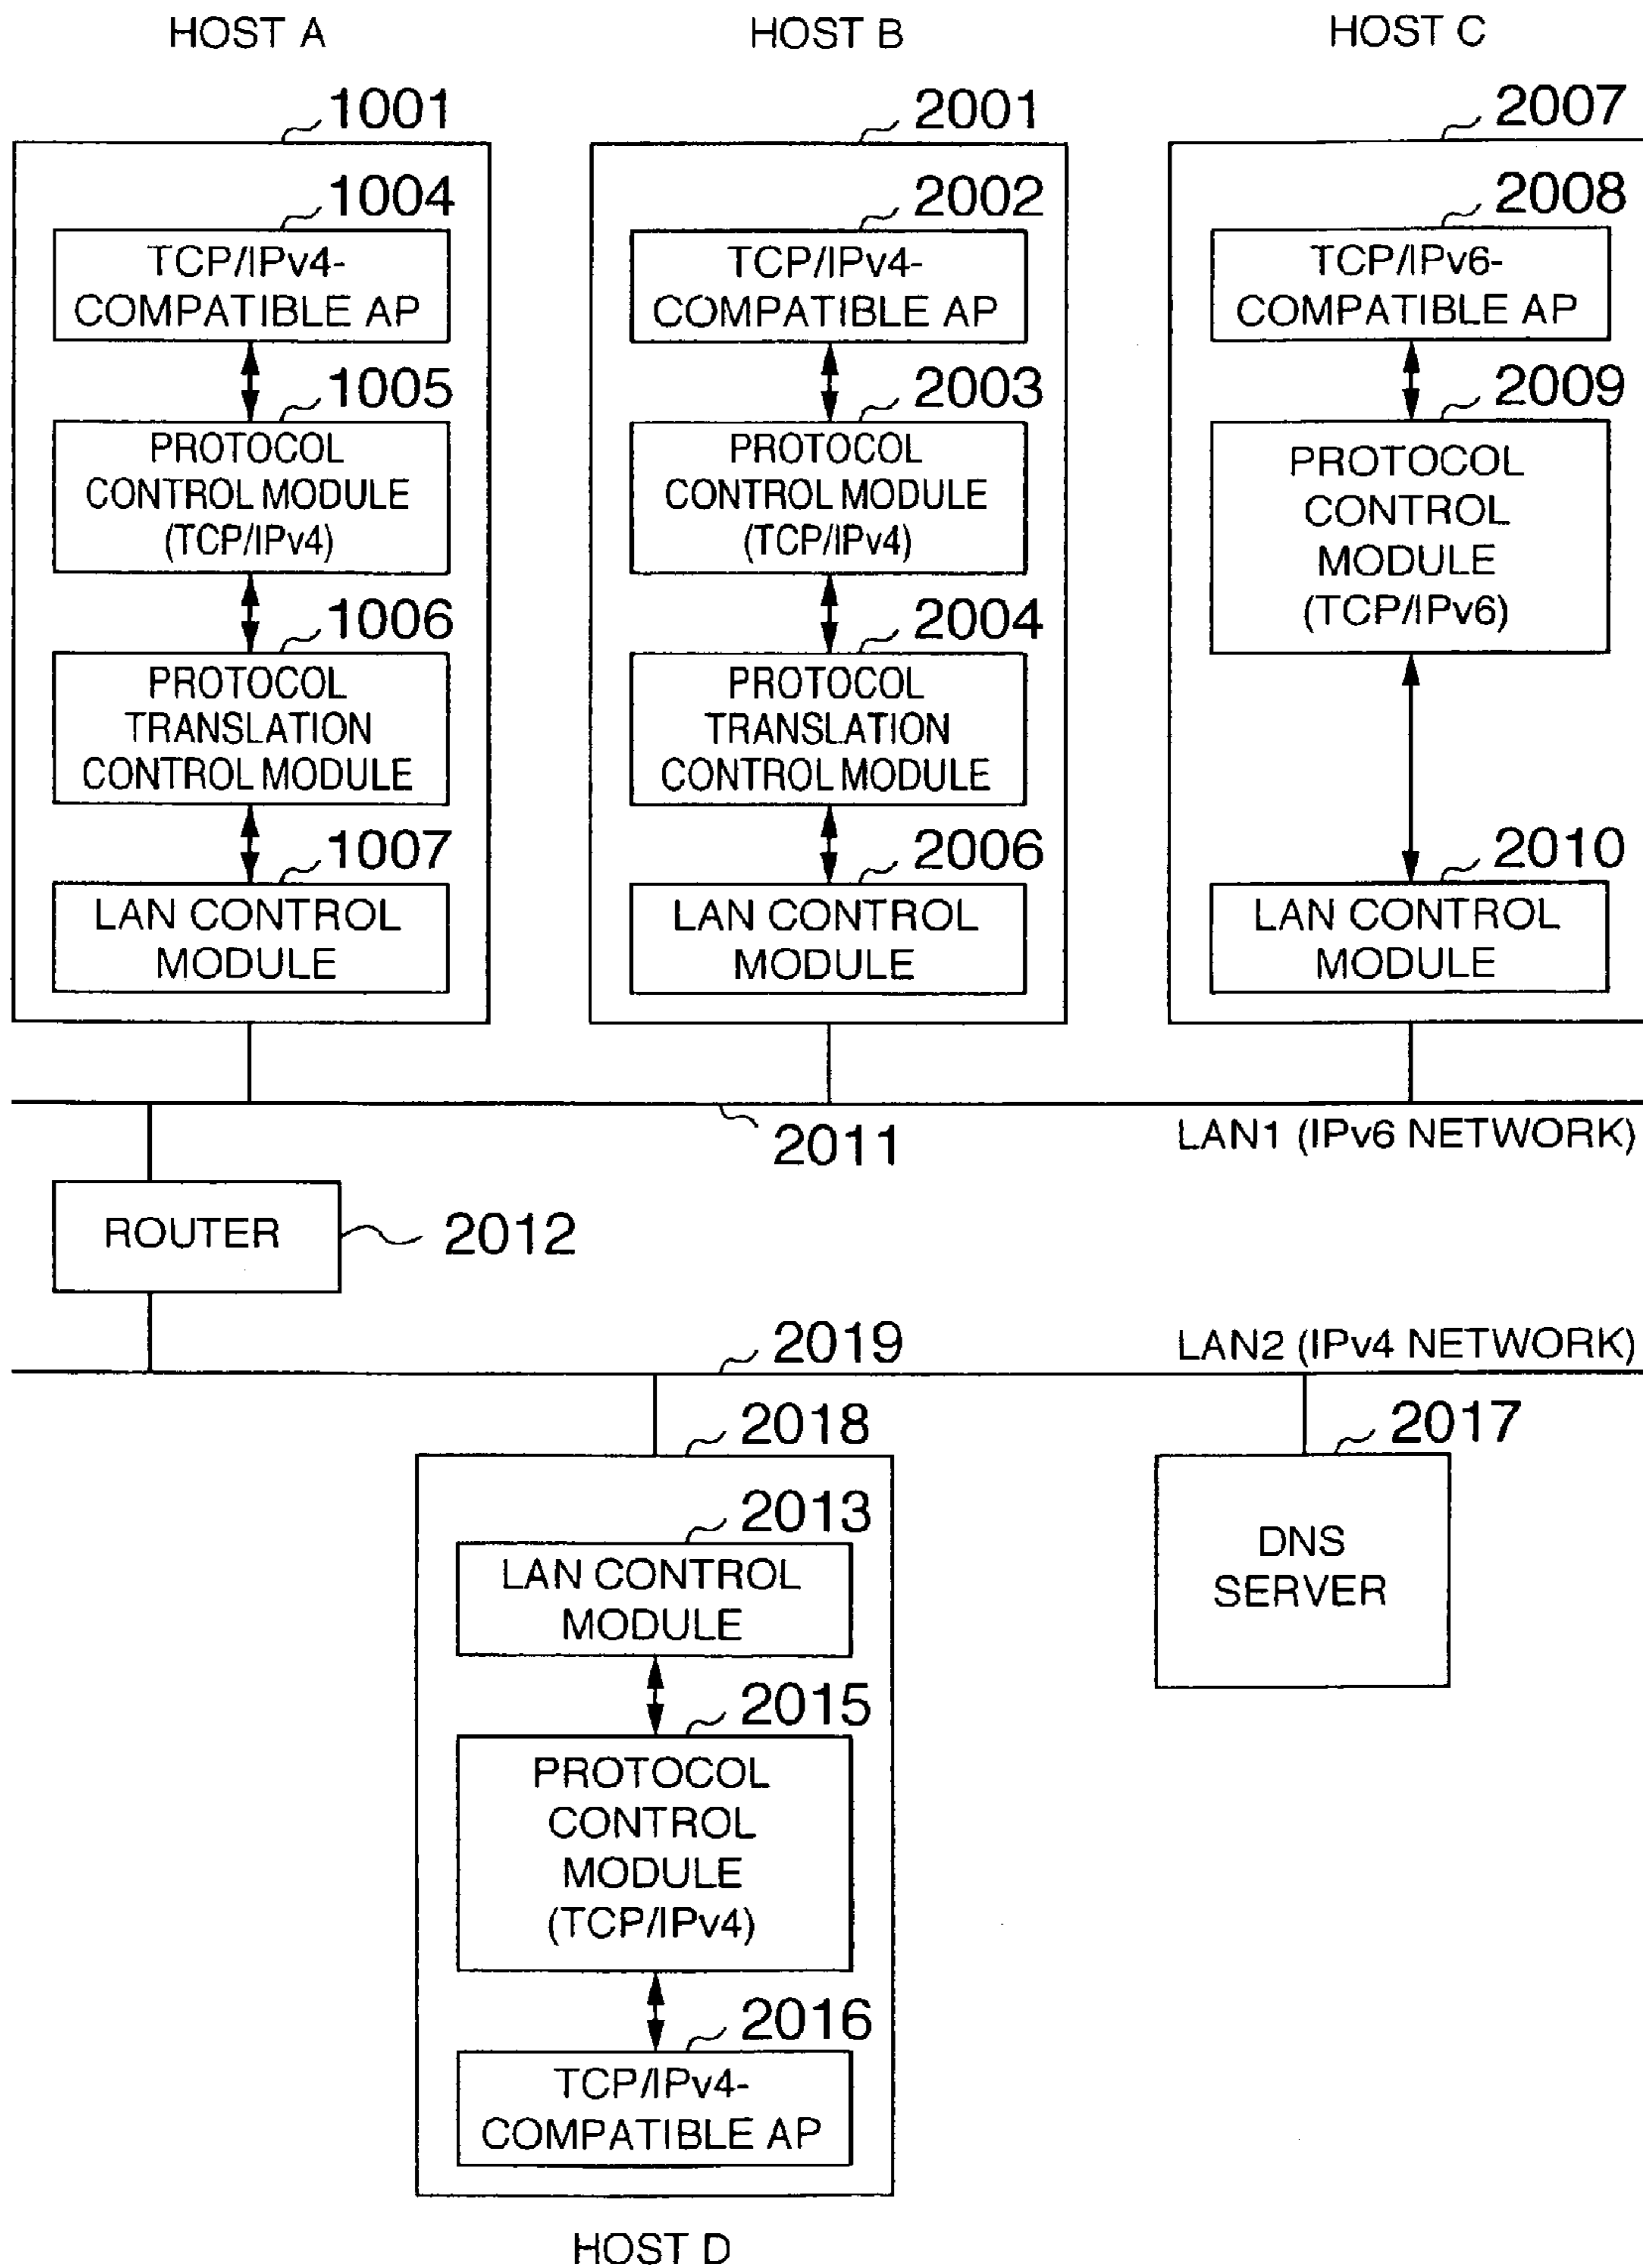 HOST A
HOST B
HOST C
1001
2001
2007
1004
2002
2008
TCP/IPv4-
COMPATIBLE AP
TCP/IPv4-
COMPATIBLE AP
TCP/IPv6-
COMPATIBLE AP
1005
2003
2009
PROTOCOL
CONTROL MODULE
(TCP/IPv4)
PROTOCOL
CONTROL MODULE
(TCP/IPv4)
PROTOCOL
CONTROL
MODULE
(TCP/IPv6)
1006
2004
PROTOCOL
TRANSLATION
CONTROL MODULE
PROTOCOL
TRANSLATION
CONTROL MODULE
1007
2006
2010
LAN CONTROL
MODULE
LAN CONTROL
MODULE
LAN CONTROL
MODULE
2011
LAN1 (IPv6 NETWORK)
ROUTER
2012
2019
LAN2 (IPv4 NETWORK)
2018
2017
2013
LAN CONTROL
MODULE
DNS
SERVER
2015
PROTOCOL
CONTROL
MODULE
(TCP/IPv4)
2016
TCP/IPv4-
COMPATIBLE AP
HOST D